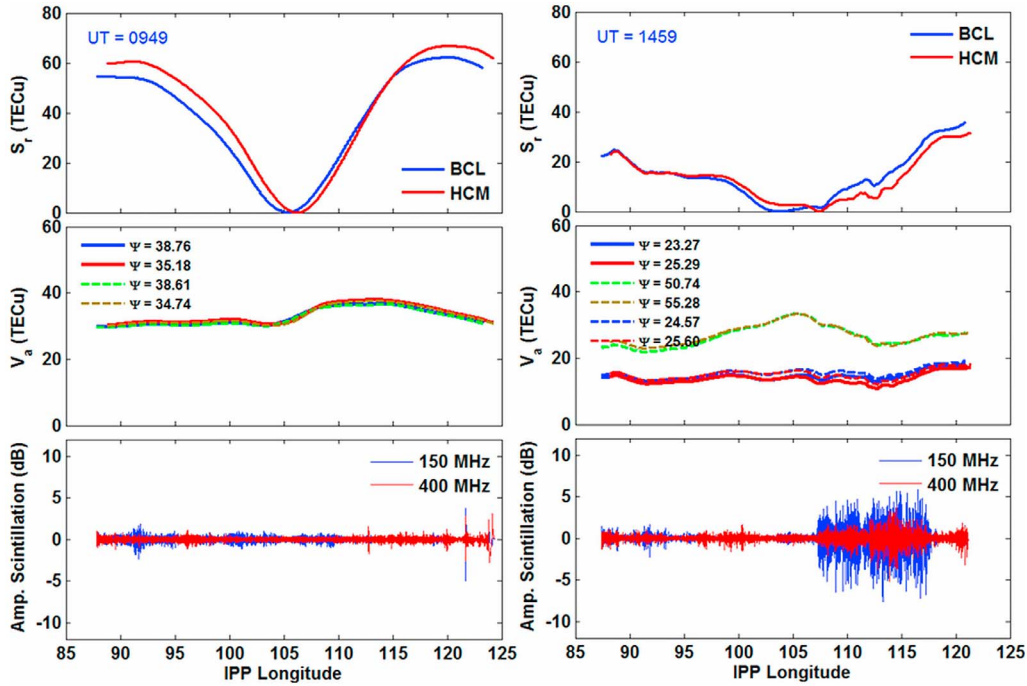 80
60
40
20
0
S_r (TECu)
UT = 0949
BCL
HCM
60
40
20
0
V_a (TECu)
Ψ = 38.76
Ψ = 35.18
Ψ = 38.61
Ψ = 34.74
10
5
0
-5
-10
Amp. Scintillation (dB)
150 MHz
400 MHz
85 90 95 100 105 110 115 120 125
IPP Longitude
80
60
40
20
0
S_r (TECu)
UT = 1459
BCL
HCM
60
40
20
0
V_a (TECu)
Ψ = 23.27
Ψ = 25.29
Ψ = 50.74
Ψ = 55.28
Ψ = 24.57
Ψ = 25.60
10
5
0
-5
-10
Amp. Scintillation (dB)
150 MHz
400 MHz
85 90 95 100 105 110 115 120 125
IPP Longitude